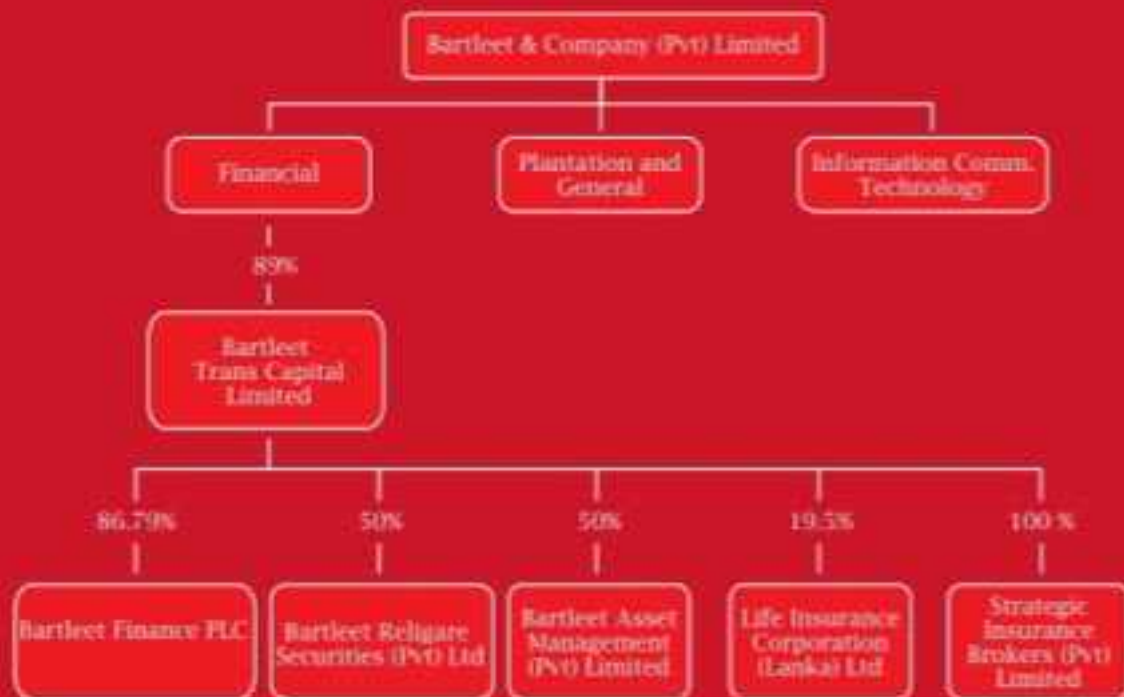 Bartleet & Company (Pvt) Limited
Financial
Plantation and
General
Information Comm.
Technology
89%
Bartleet
Trans Capital
Limited
86.79%
50%
50%
19.5%
100 %
Bartleet Finance PLC
Bartleet Religare
Securities (Pvt) Ltd
Bartleet Asset
Management
(Pvt) Limited
Life Insurance
Corporation
(Lanka) Ltd
Strategic
Insurance
Brokers (Pvt)
Limited